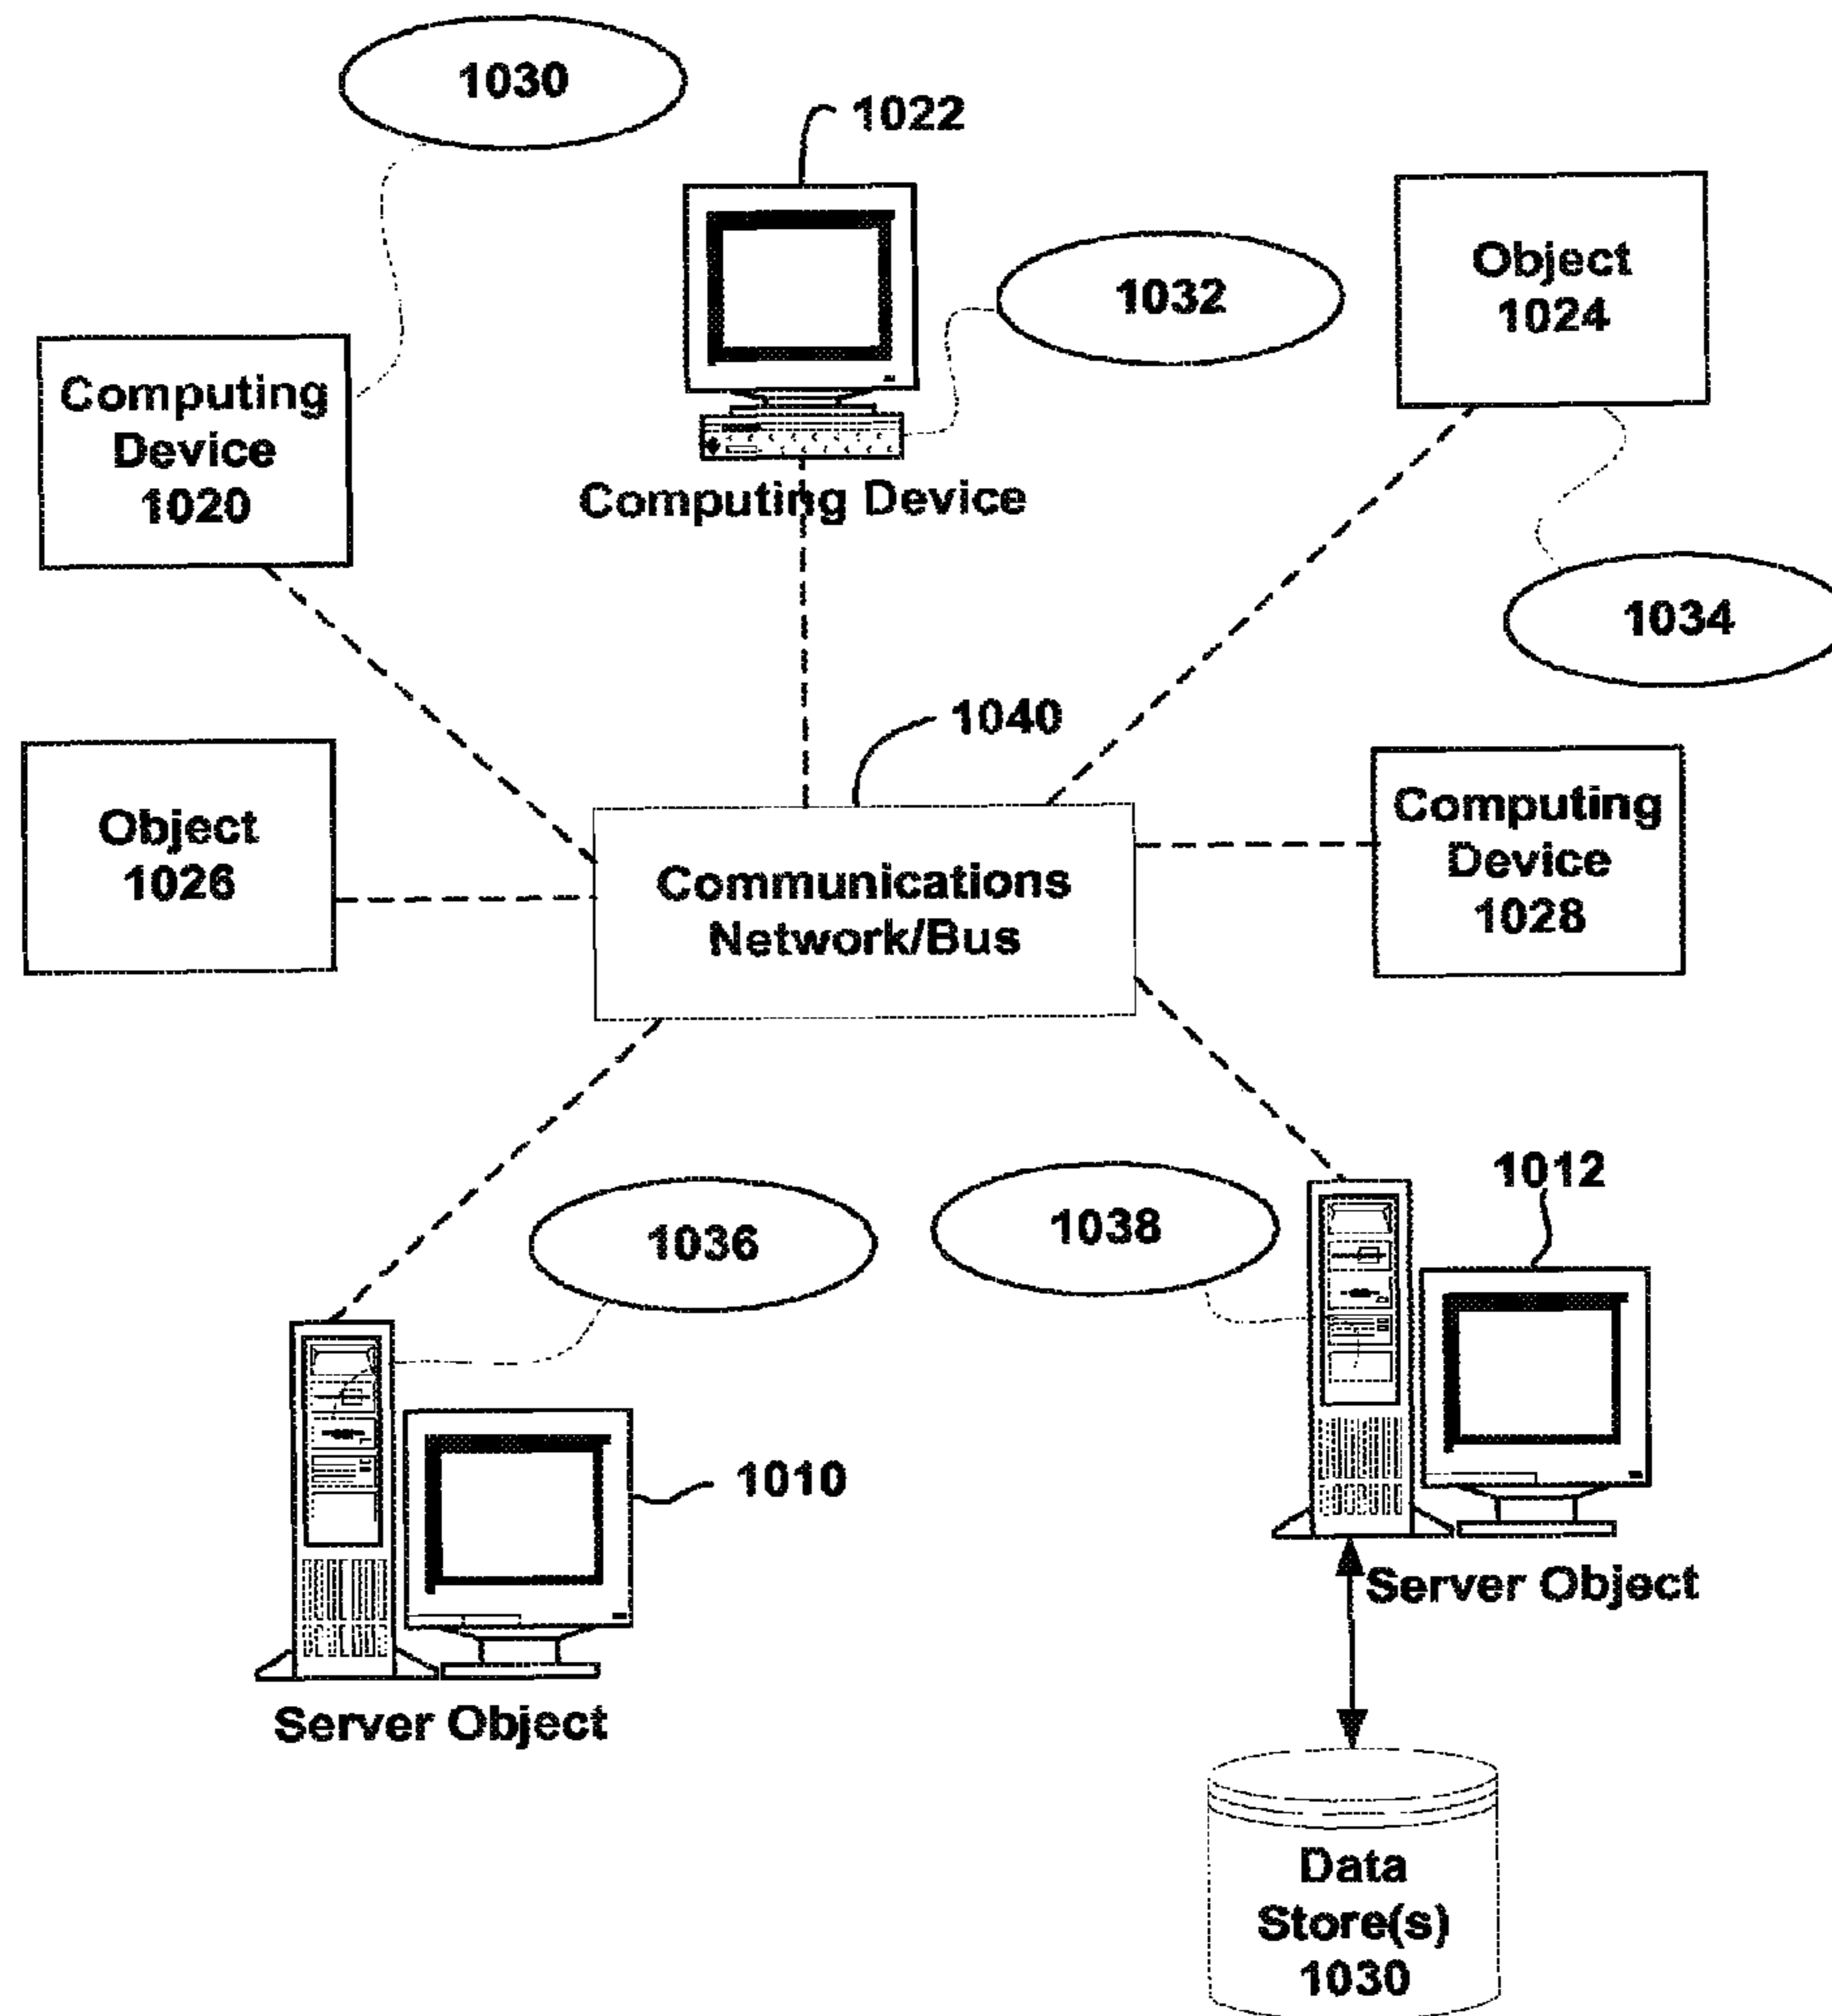 1030
1022
Object
1024
1032
Computing
Device
1020
Computing Device
1034
1040
Computing
Device
1028
Object
1026
Communications
Network/Bus
1012
1036
1038
1010
Server Object
Server Object
Data
Store(s)
1030